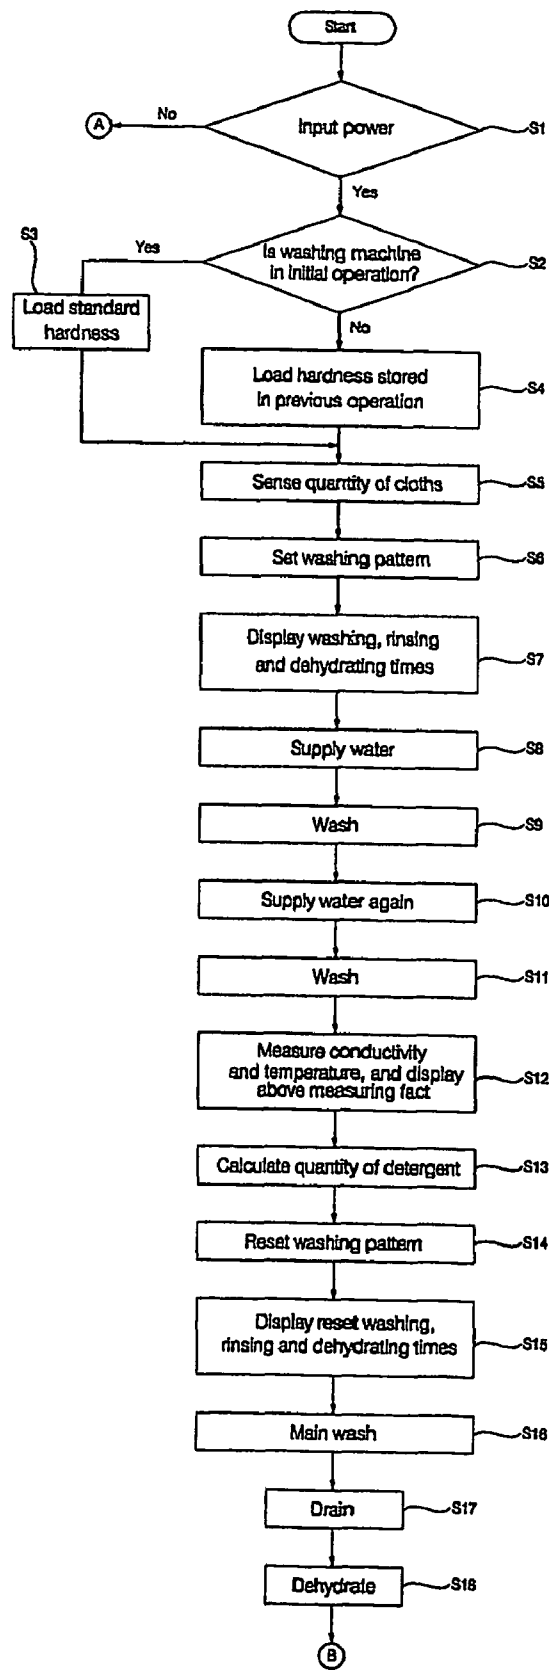 Start
Input power
S1
No
A
Yes
Is washing machine
in initial operation?
S2
Yes
S3
Load standard
hardness
No
Load hardness stored
in previous operation
S4
Sense quantity of cloths
S5
Set washing pattern
S6
Display washing, rinsing
and dehydrating times
S7
Supply water
S8
Wash
S9
Supply water again
S10
Wash
S11
Measure conductivity
and temperature, and display
above measuring fact
S12
Calculate quantity of detergent
S13
Reset washing pattern
S14
Display reset washing,
rinsing and dehydrating times
S15
Main wash
S16
Drain
S17
Dehydrate
S18
B